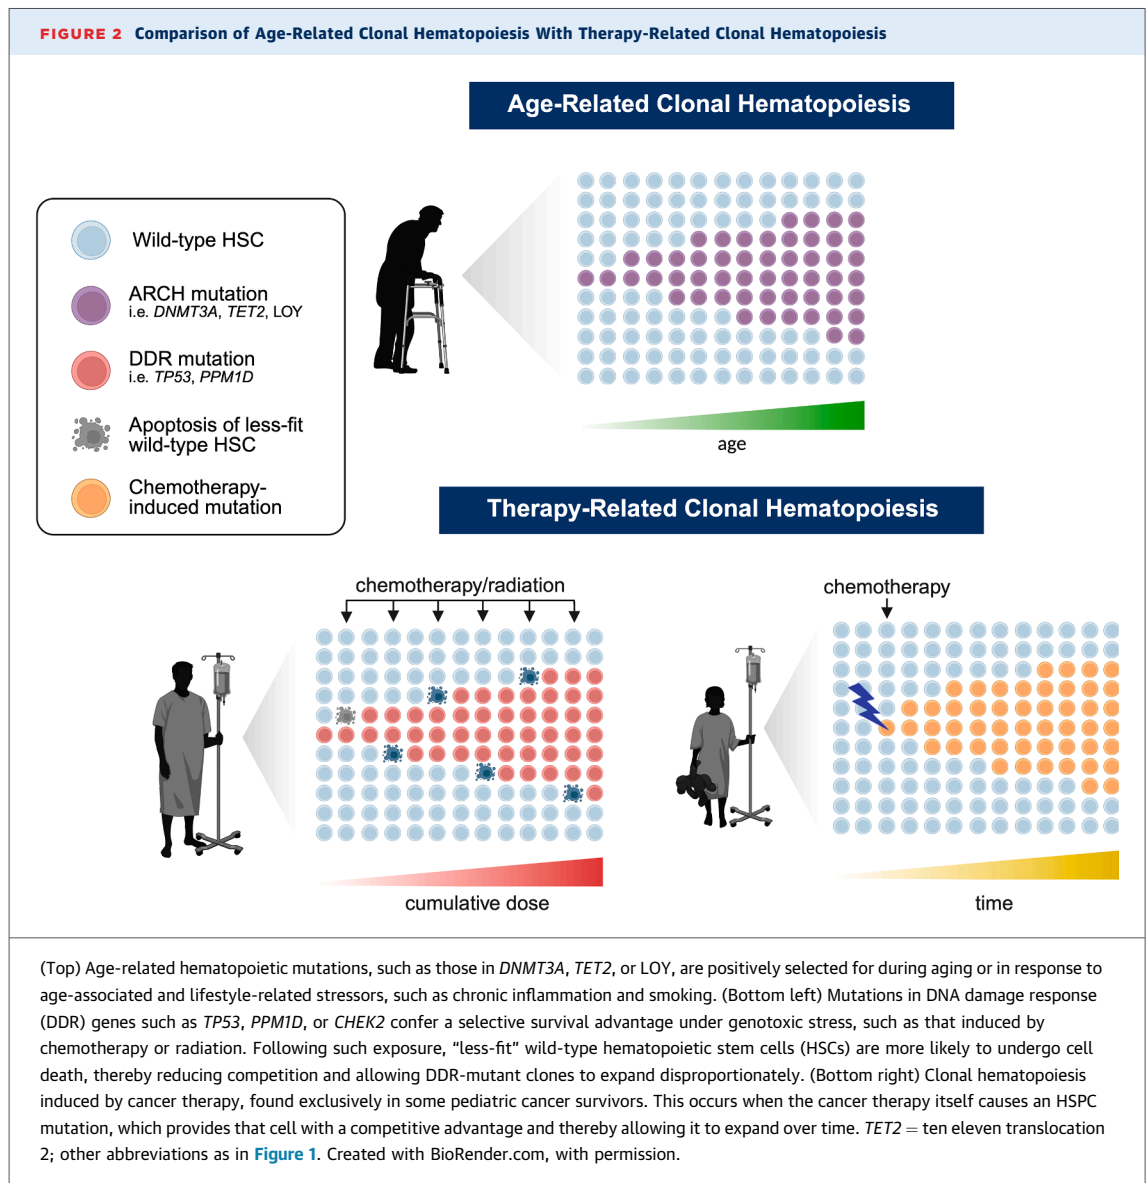 FIGURE 2 Comparison of Age-Related Clonal Hematopoiesis With Therapy-Related Clonal Hematopoiesis
Age-Related Clonal Hematopoiesis
Wild-type HSC
ARCH mutation
i.e. DNMT3A, TET2, LOY
DDR mutation
i.e. TP53, PPM1D
Apoptosis of less-fit
wild-type HSC
Chemotherapy-
induced mutation
age
Therapy-Related Clonal Hematopoiesis
chemotherapy/radiation
cumulative dose
chemotherapy
time
(Top) Age-related hematopoietic mutations, such as those in DNMT3A, TET2, or LOY, are positively selected for during aging or in response to
age-associated and lifestyle-related stressors, such as chronic inflammation and smoking. (Bottom left) Mutations in DNA damage response
(DDR) genes such as TP53, PPM1D, or CHEK2 confer a selective survival advantage under genotoxic stress, such as that induced by
chemotherapy or radiation. Following such exposure, “less-fit” wild-type hematopoietic stem cells (HSCs) are more likely to undergo cell
death, thereby reducing competition and allowing DDR-mutant clones to expand disproportionately. (Bottom right) Clonal hematopoiesis
induced by cancer therapy, found exclusively in some pediatric cancer survivors. This occurs when the cancer therapy itself causes an HSPC
mutation, which provides that cell with a competitive advantage and thereby allowing it to expand over time. TET2 = ten eleven translocation
2; other abbreviations as in Figure 1. Created with BioRender.com, with permission.